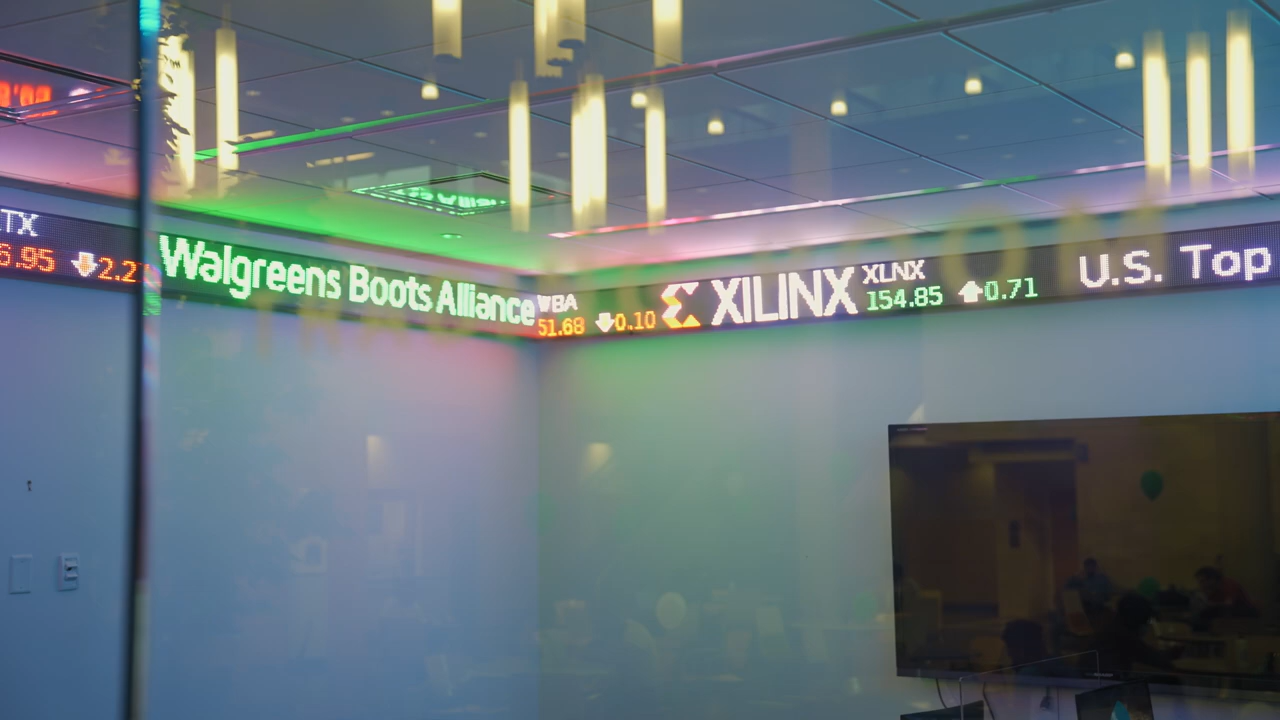 TX
6.95 2.2
Walgreens Boots Alliance
WBA
51.68 0.10
XILINX
XLNX
154.85 0.71
U.S. Top